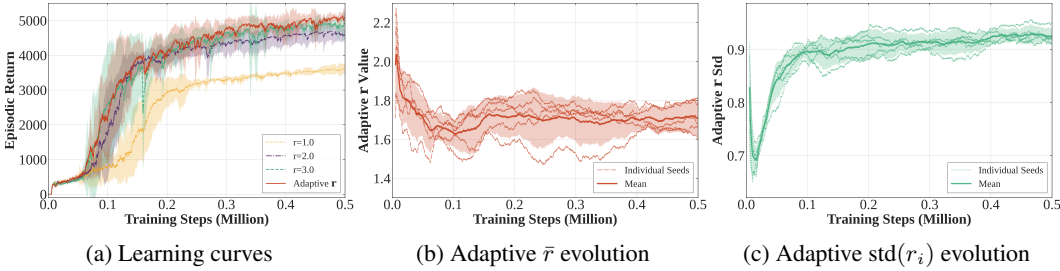 Episodic Return
5000
4000
3000
2000
1000
0
r=1.0
r=2.0
r=3.0
Adaptive r
0.0 0.1 0.2 0.3 0.4 0.5
Training Steps (Million)
(a) Learning curves
Adaptive r Value
2.2
2.0
1.8
1.6
1.4
Individual Seeds
Mean
0.0 0.1 0.2 0.3 0.4 0.5
Training Steps (Million)
(b) Adaptive r̄ evolution
Adaptive r Std
0.9
0.8
0.7
Individual Seeds
Mean
0.0 0.1 0.2 0.3 0.4 0.5
Training Steps (Million)
(c) Adaptive std(rᵢ) evolution